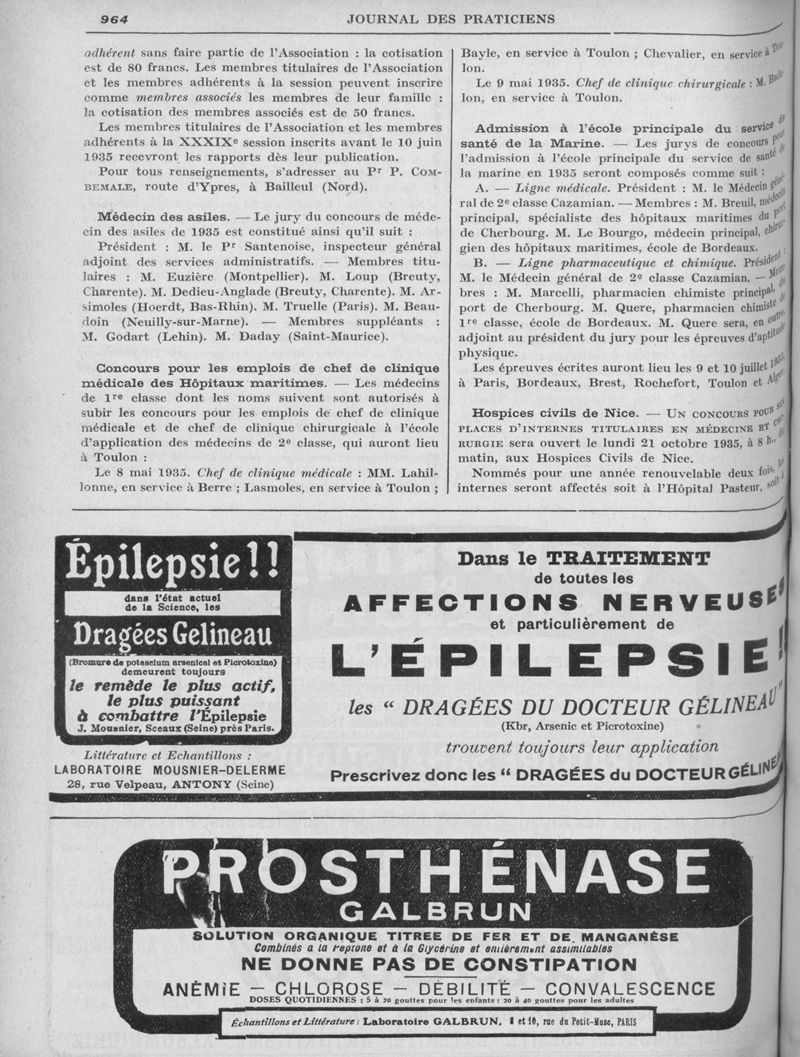 964
JOURNAL DES PRATICIENS
adhérent sans faire partie de l'Association : la cotisation
est de 80 francs. Les membres titulaires de l'Association
et les membres adhérents à la session peuvent inscrire
comme membres associés les membres de leur famille :
la cotisation des membres associés est de 50 francs.
Les membres titulaires de l'Association et les membres
adhérents à la XXXIXe session inscrits avant le 10 juin
1935 recevront les rapports dès leur publication.
Pour tous renseignements, s'adresser au Pr P. COM-
BEMALE, route d'Ypres, à Bailleul (Nord).
Médecin des asiles. — Le jury du concours de méde-
cin des asiles de 1935 est constitué ainsi qu'il suit :
Président : M. le Pr Santenoise, inspecteur général
adjoint des services administratifs. — Membres titu-
laires : M. Euzière (Montpellier). M. Loup (Breuty,
Charente). M. Dedieu-Anglade (Breuty, Charente). M. Ar-
simoles (Hoerdt, Bas-Rhin). M. Truelle (Paris). M. Beau-
doin (Neuilly-sur-Marne). — Membres suppléants :
M. Godart (Lehin). M. Daday (Saint-Maurice).
Concours pour les emplois de chef de clinique
médicale des Hôpitaux maritimes. — Les médecins
de 1re classe dont les noms suivent sont autorisés à
subir les concours pour les emplois de chef de clinique
médicale et de chef de clinique chirurgicale à l'école
d'application des médecins de 2e classe, qui auront lieu
à Toulon :
Le 8 mai 1935. Chef de clinique médicale : MM. Lahil-
lonne, en service à Berre ; Lasmoles, en service à Toulon ;
Bayle, en service à Toulon ; Chevalier, en service à Tou-
lon.
Le 9 mai 1935. Chef de clinique chirurgicale : M. Badelon, en service à Toulon.
Admission à l'école principale du service de
santé de la Marine. — Les jurys de concours pour
l'admission à l'école principale du service de santé de
la marine en 1935 seront composés comme suit :
A. — Ligne médicale. Président : M. le Médecin géné-
ral de 2e classe Cazamian. — Membres : M. Breuil, médecin
principal, spécialiste des hôpitaux maritimes du port
de Cherbourg. M. Le Bourgo, médecin principal, chirur-
gien des hôpitaux maritimes, école de Bordeaux.
B. — Ligne pharmaceutique et chimique. Président :
M. le Médecin général de 2e classe Cazamian. — Mem-
bres : M. Marcelli, pharmacien chimiste principal, du
port de Cherbourg. M. Quere, pharmacien chimiste de
1re classe, école de Bordeaux. M. Quere sera, en outre,
adjoint au président du jury pour les épreuves d'aptitude
physique.
Les épreuves écrites auront lieu les 9 et 10 juillet 1935,
à Paris, Bordeaux, Brest, Rochefort, Toulon et Alger.
Hospices civils de Nice. — UN CONCOURS POUR SIX
PLACES D'INTERNES TITULAIRES EN MÉDECINE ET CHI-
RURGIE sera ouvert le lundi 21 octobre 1935, à 8 h. du
matin, aux Hospices Civils de Nice.
Nommés pour une année renouvelable deux fois, les
internes seront affectés soit à l'Hôpital Pasteur, soit à
Épilepsie!!
dans l'état actuel
de la Science, les
Dragées Gelineau
(Bromure de potassium arsenical et Picrotoxine)
demeurent toujours
le remède le plus actif,
le plus puissant
à combattre l'Épilepsie
J. Mousnier, Sceaux (Seine) près Paris.
Littérature et Echantillons :
LABORATOIRE MOUSNIER-DELERME
28, rue Velpeau, ANTONY (Seine)
Dans le TRAITEMENT
de toutes les
AFFECTIONS NERVEUSES
et particulièrement de
L'ÉPILEPSIE!!
les " DRAGÉES DU DOCTEUR GÉLINEAU "
(Kbr, Arsenic et Picrotoxine)
trouvent toujours leur application
Prescrivez donc les " DRAGÉES du DOCTEUR GÉLINEAU
PROSTHÉNASE
GALBRUN
SOLUTION ORGANIQUE TITREE DE FER ET DE MANGANÈSE
Combinés a la Peptone et à la Glycérine et entièrement assimilables
NE DONNE PAS DE CONSTIPATION
ANÉMiE — CHLOROSE — DÉBILITÉ — CONVALESCENCE
DOSES QUOTIDIENNES : 5 à 20 gouttes pour les enfants : 20 à 40 gouttes pour les adultes
Échantillons et Littérature : Laboratoire GALBRUN, 8 et 10, rue du Petit-Musc, PARIS